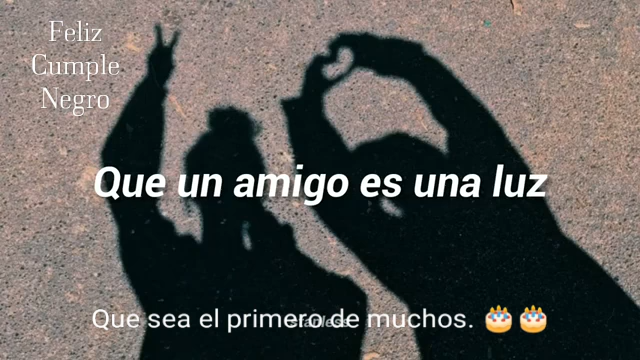 Feliz
Cumple
Negro
Que un amigo es una luz
Que sea el primero de muchos. 🎂🎂